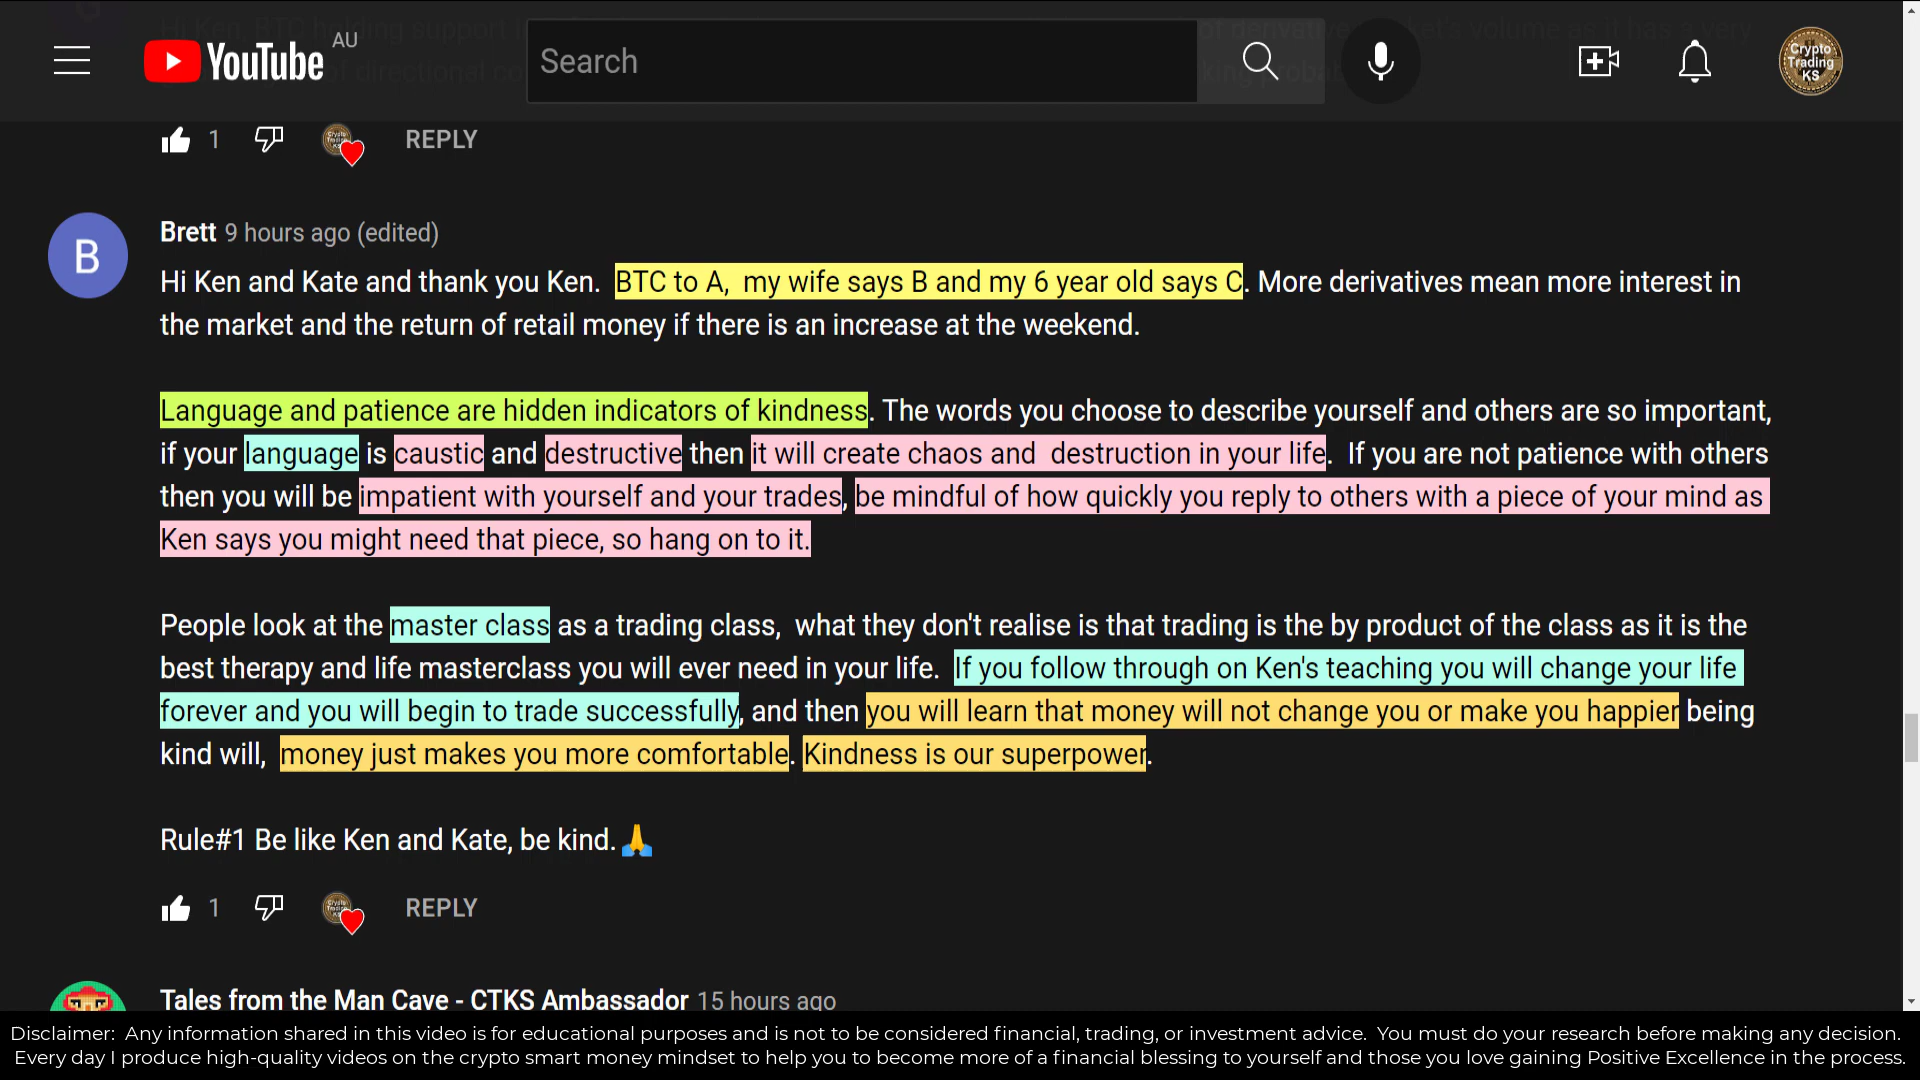 AU
YouTube
Search
Crypto
Trading
KS
1
REPLY
B
Brett 9 hours ago (edited)
Hi Ken and Kate and thank you Ken.  BTC to A,  my wife says B and my 6 year old says C. More derivatives mean more interest in
the market and the return of retail money if there is an increase at the weekend.
Language and patience are hidden indicators of kindness. The words you choose to describe yourself and others are so important,
if your language is caustic and destructive then it will create chaos and  destruction in your life.  If you are not patience with others
then you will be impatient with yourself and your trades, be mindful of how quickly you reply to others with a piece of your mind as
Ken says you might need that piece, so hang on to it.
People look at the master class as a trading class,  what they don't realise is that trading is the by product of the class as it is the
best therapy and life masterclass you will ever need in your life.  If you follow through on Ken's teaching you will change your life
forever and you will begin to trade successfully, and then you will learn that money will not change you or make you happier being
kind will,  money just makes you more comfortable. Kindness is our superpower.
Rule#1 Be like Ken and Kate, be kind.🙏
1
REPLY
Tales from the Man Cave - CTKS Ambassador 15 hours ago
Disclaimer:  Any information shared in this video is for educational purposes and is not to be considered financial, trading, or investment advice.  You must do your research before making any decision.
Every day I produce high-quality videos on the crypto smart money mindset to help you to become more of a financial blessing to yourself and those you love gaining Positive Excellence in the process.